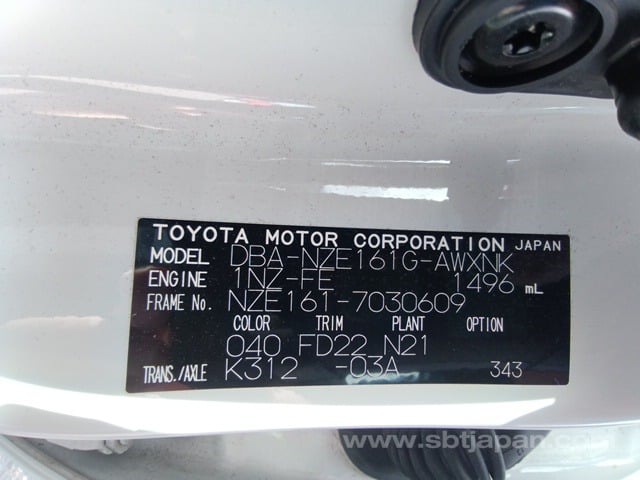 TOYOTA MOTOR CORPORATION JAPAN
MODEL DBA-NZE161G-AWXNK
ENGINE 1NZ-FE 1496 mL
FRAME No. NZE161-7030609
COLOR TRIM PLANT OPTION
040 FD22 N21
TRANS./AXLE K312 -03A 343
www.sbtjapan.com